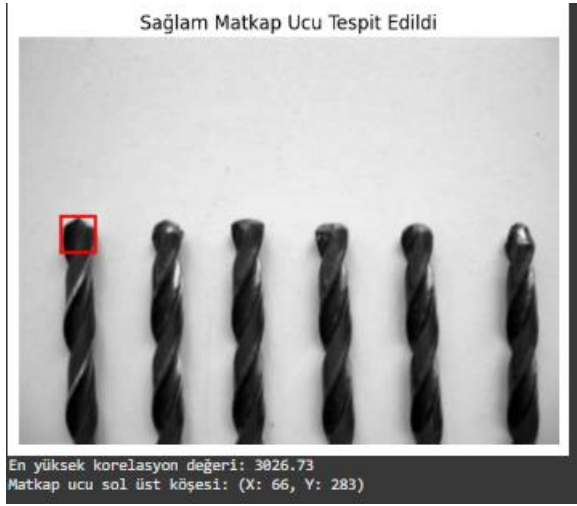 Sağlam Matkap Ucu Tespit Edildi
En yüksek korelasyon değeri: 3026.73
Matkap ucu sol üst köşesi: (X: 66, Y: 283)